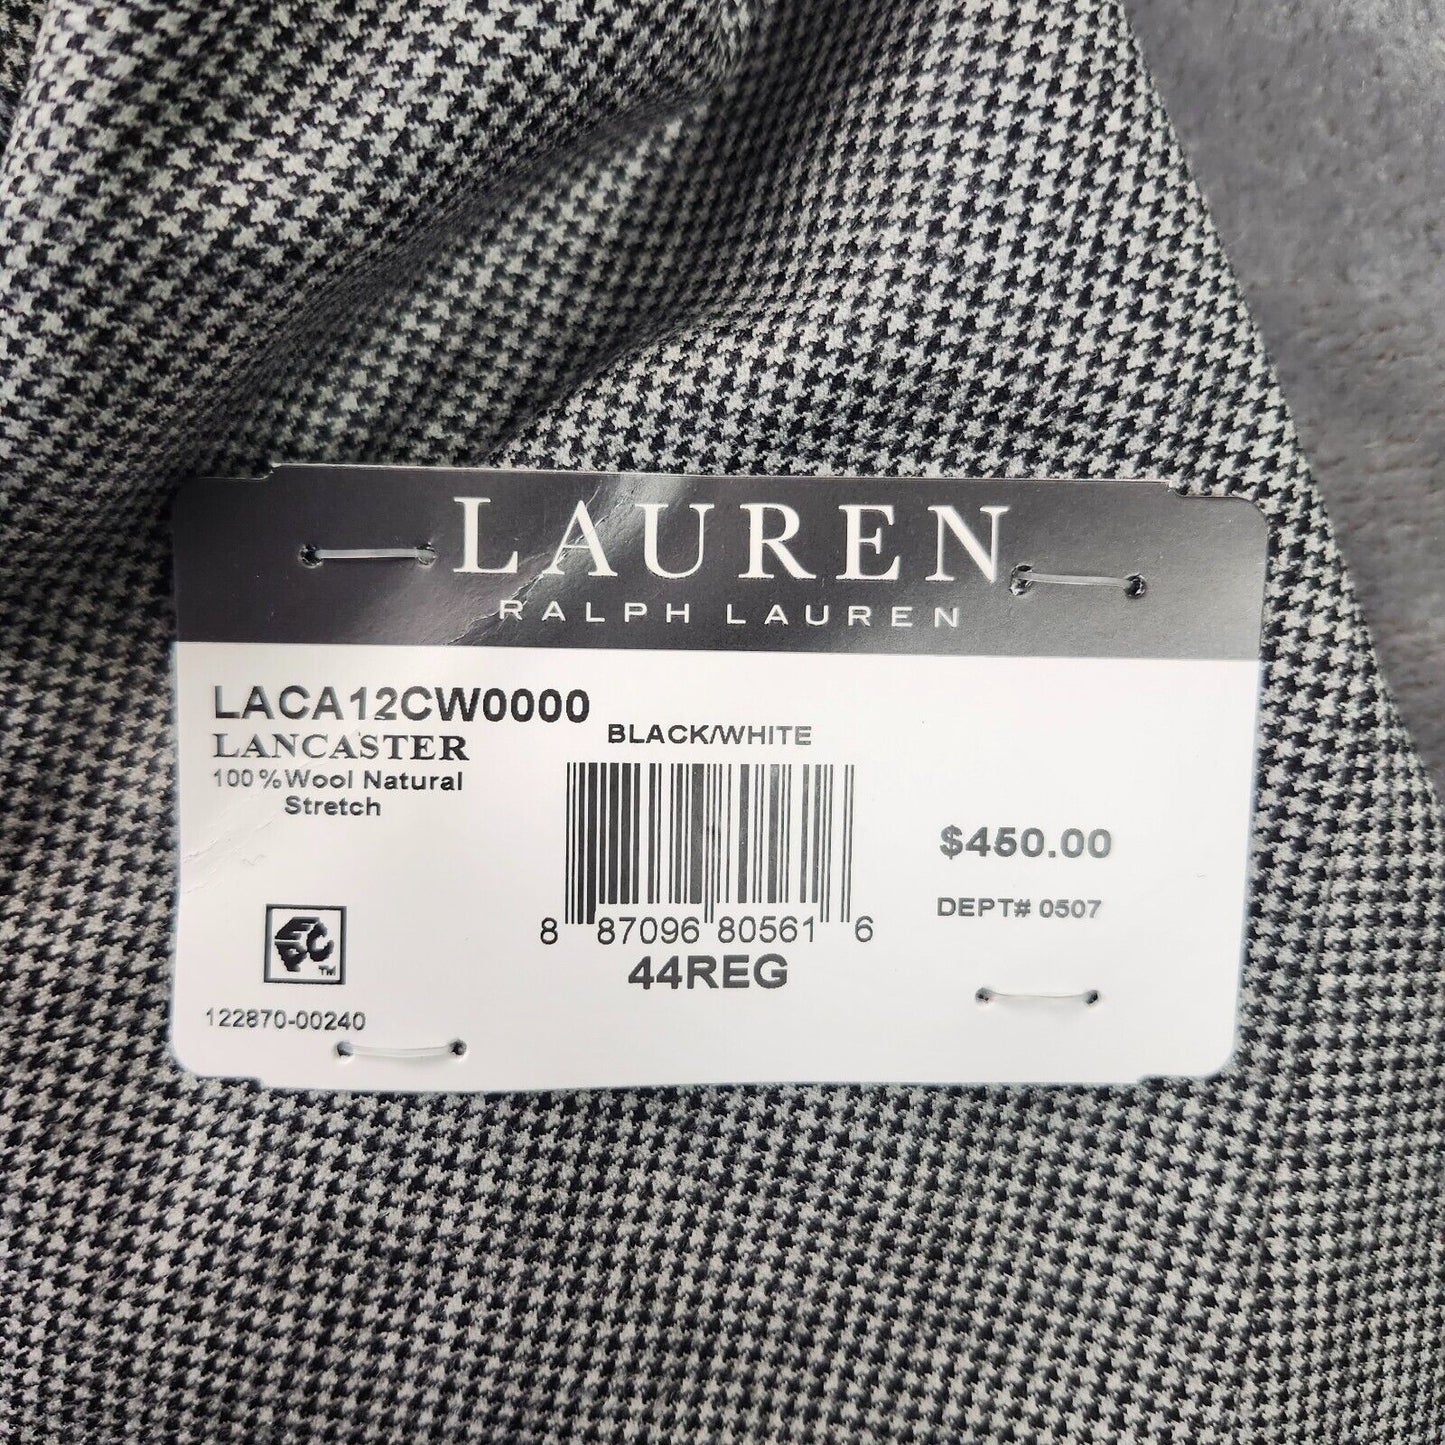 LAUREN
RALPH LAUREN
LACA12CW0000
LANCASTER
BLACK/WHITE
100%Wool Natural
Stretch
$450.00
DEPT# 0507
8 87096 80561 6
44REG
TM
122870-00240